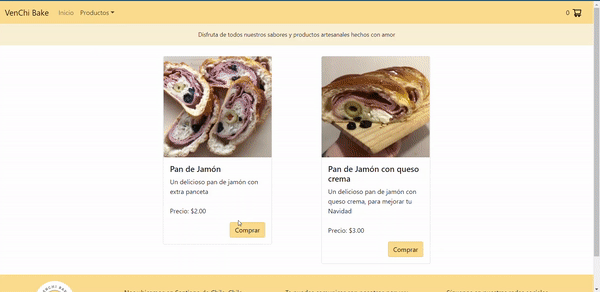 VenChi Bake Inicio Productos 0
Disfruta de todos nuestros sabores y productos artesanales hechos con amor
Pan de Jamón
Un delicioso pan de jamón con
extra panceta
Precio: $2.00
Comprar
Pan de Jamón con queso
crema
Un delicioso pan de jamón con
queso crema, para mejorar tu
Navidad
Precio: $3.00
Comprar
VENCHI BAKE